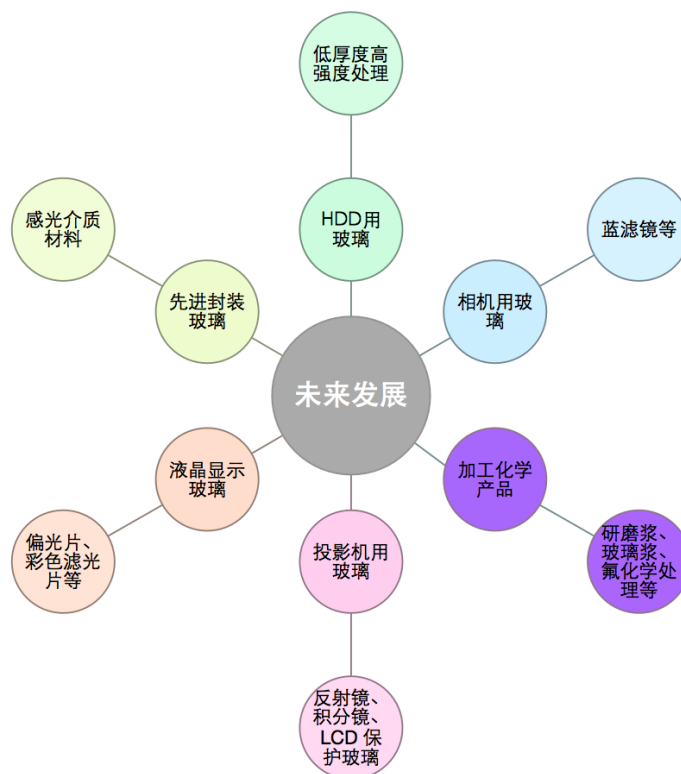 低厚度高
强度处理
感光介质
材料
HDD用
玻璃
蓝滤镜等
先进封装
玻璃
相机用玻
璃
未来发展
液晶显示
玻璃
加工化学
产品
偏光片、
彩色滤光
片等
投影机用
玻璃
研磨浆、
玻璃浆、
氟化学处
理等
反射镜、
积分镜、
LCD 保
护玻璃